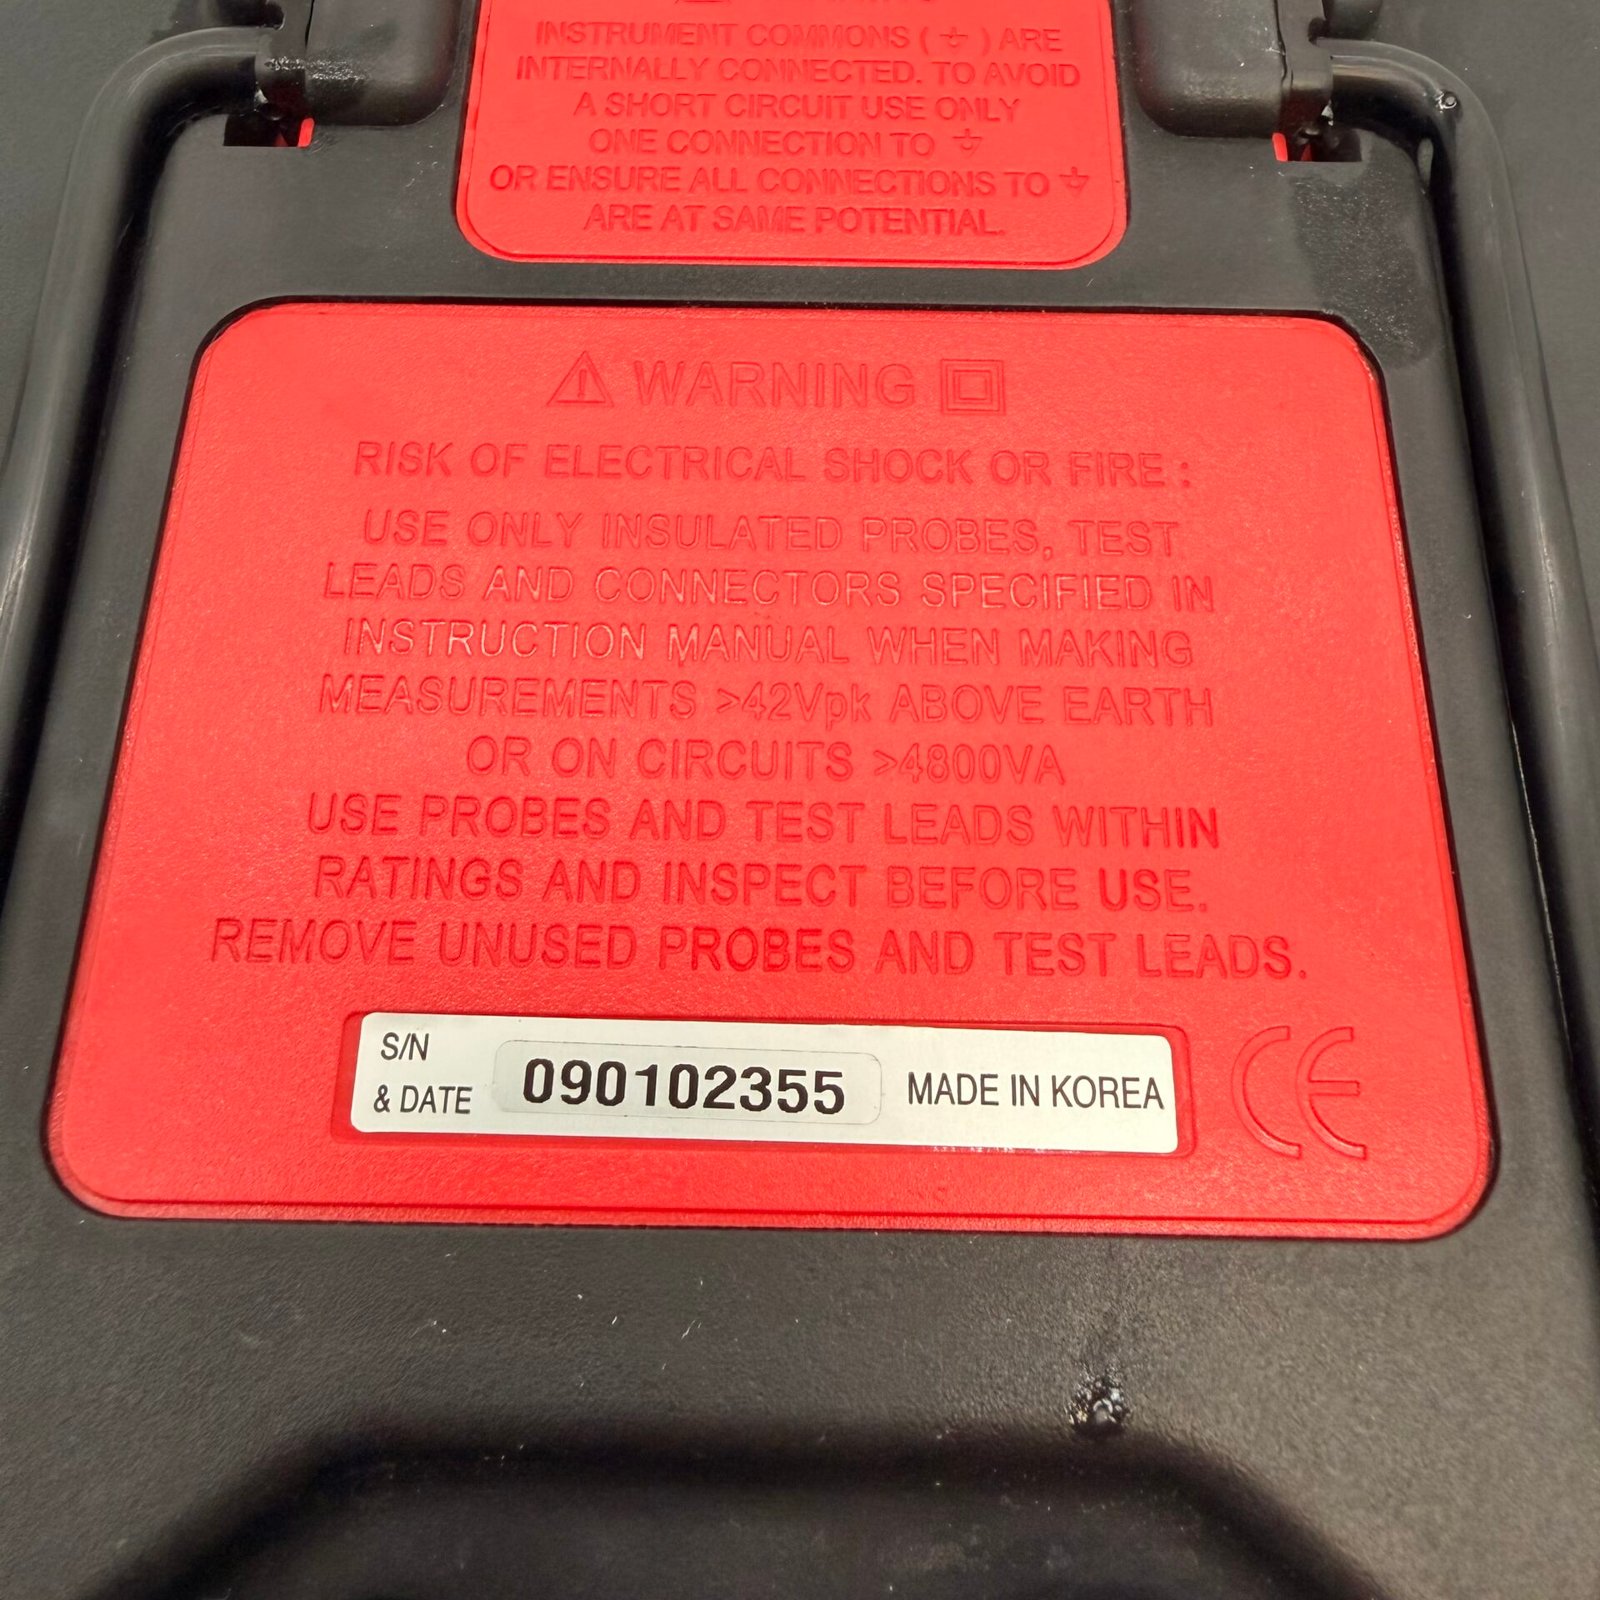 INSTRUMENT COMMONS ( ⏚ ) ARE
INTERNALLY CONNECTED. TO AVOID
A SHORT CIRCUIT USE ONLY
ONE CONNECTION TO ⏚
OR ENSURE ALL CONNECTIONS TO ⏚
ARE AT SAME POTENTIAL.
⚠ WARNING
RISK OF ELECTRICAL SHOCK OR FIRE :
USE ONLY INSULATED PROBES, TEST
LEADS AND CONNECTORS SPECIFIED IN
INSTRUCTION MANUAL WHEN MAKING
MEASUREMENTS >42Vpk ABOVE EARTH
OR ON CIRCUITS >4800VA
USE PROBES AND TEST LEADS WITHIN
RATINGS AND INSPECT BEFORE USE.
REMOVE UNUSED PROBES AND TEST LEADS.
S/N
& DATE 090102355 MADE IN KOREA
CE